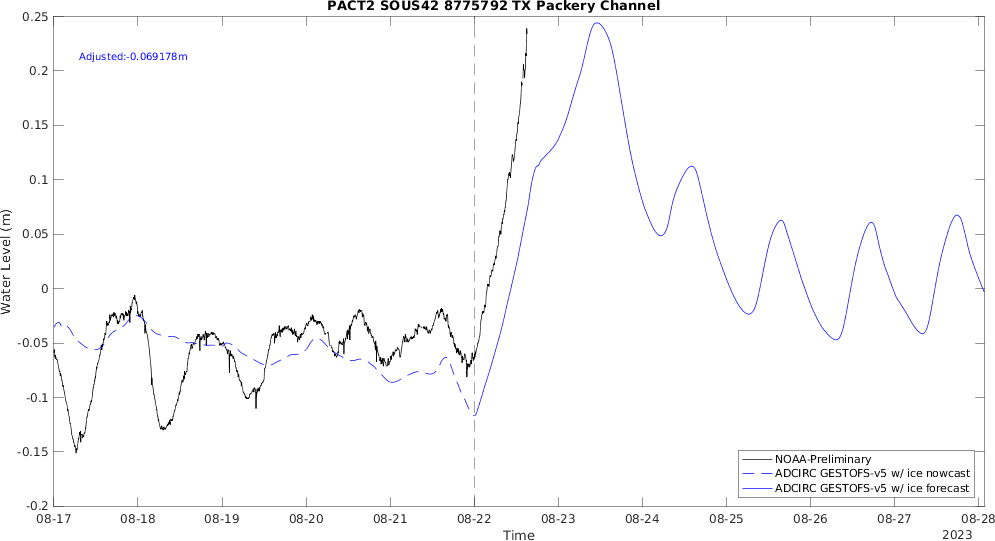 PACT2 SOUS42 8775792 TX Packery Channel
Adjusted:-0.069178m
Water Level (m)
0.25
0.2
0.15
0.1
0.05
0
-0.05
-0.1
-0.15
-0.2
NOAA-Preliminary
ADCIRC GESTOFS-v5 w/ ice nowcast
ADCIRC GESTOFS-v5 w/ ice forecast
08-17 08-18 08-19 08-20 08-21 08-22 08-23 08-24 08-25 08-26 08-27 08-28
Time
2023